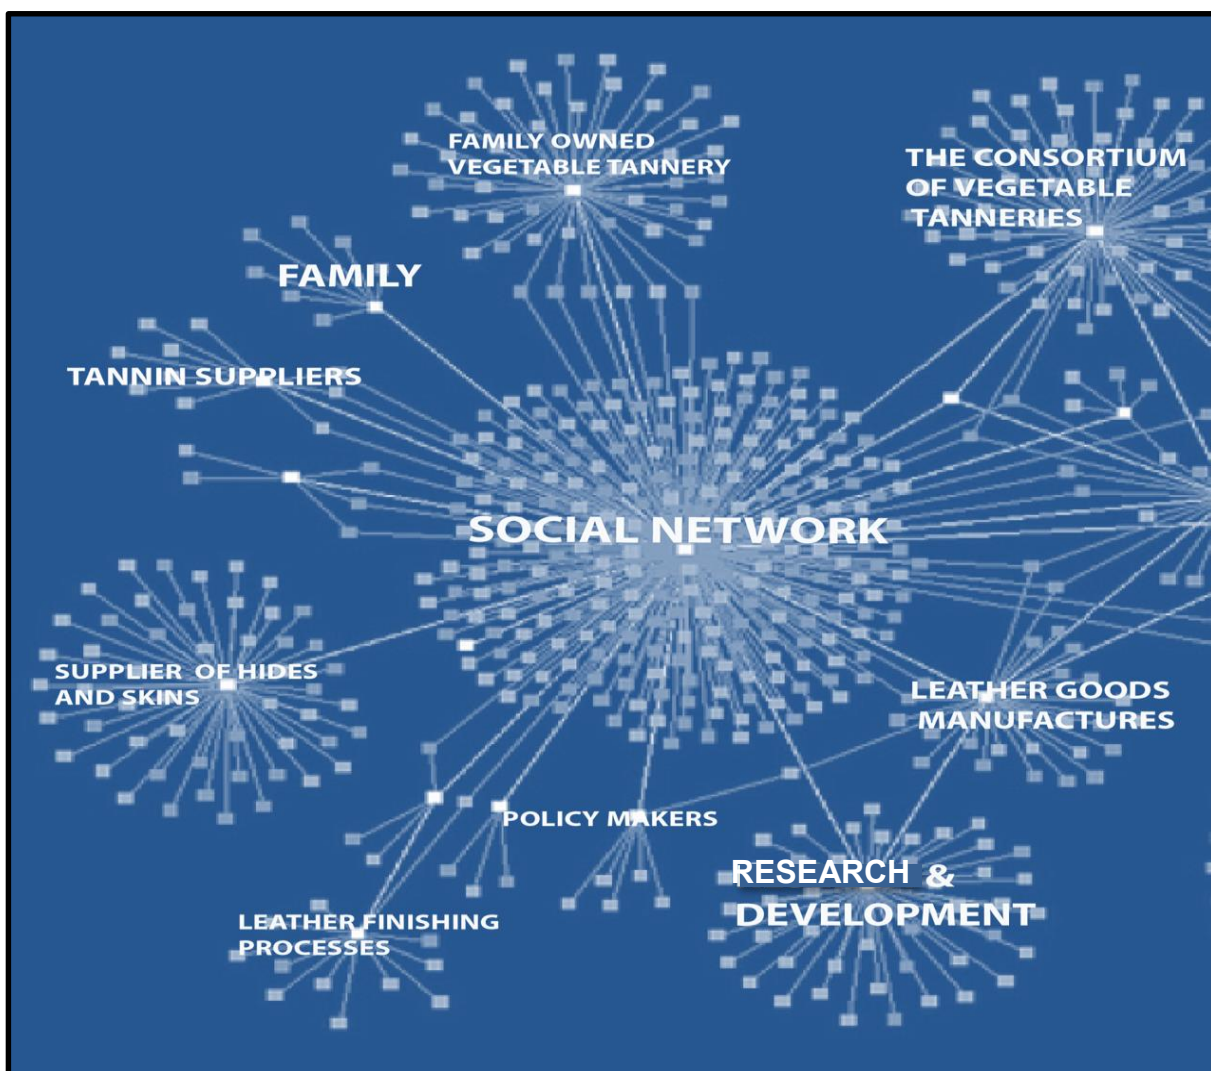 FAMILY OWNED
VEGETABLE TANNERY
THE CONSORTIUM
OF VEGETABLE
TANNERIES
FAMILY
TANNIN SUPPLIERS
SOCIAL NETWORK
SUPPLIER OF HIDES
AND SKINS
LEATHER GOODS
MANUFACTURES
POLICY MAKERS
RESEARCH &
DEVELOPMENT
LEATHER FINISHING
PROCESSES